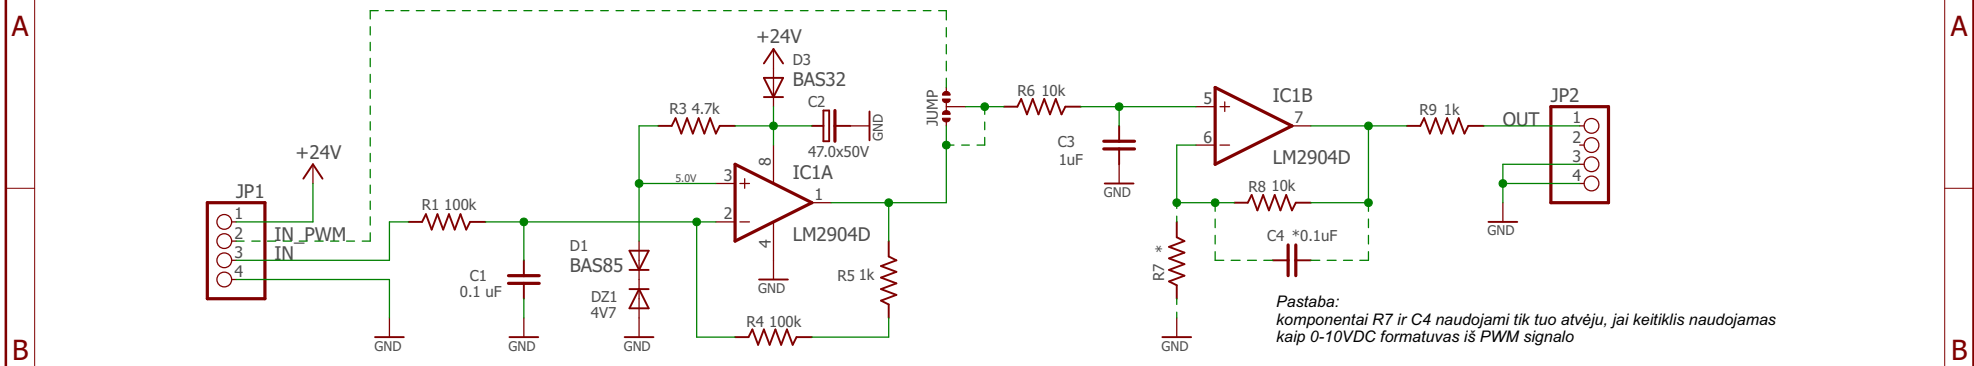 A
A
+24V
D3
BAS32
R3 4.7k
C2
GND
47.0x50V
JUMP
R6 10k
5
+
IC1B
7
6
−
LM2904D
C3
1uF
GND
R9 1k
OUT
JP2
1
2
3
4
GND
+24V
8
IC1A
5.0V
3
+
1
2
−
LM2904D
4
GND
JP1
1
2
3
4
IN_PWM
IN
R1 100k
C1
0.1 uF
GND
GND
D1
BAS85
DZ1
4V7
GND
R5 1k
R4 100k
R8 10k
C4 *0.1uF
R7 *
GND
Pastaba:
komponentai R7 ir C4 naudojami tik tuo atvėju, jai keitiklis naudojamas
kaip 0-10VDC formatuvas iš PWM signalo
B
B